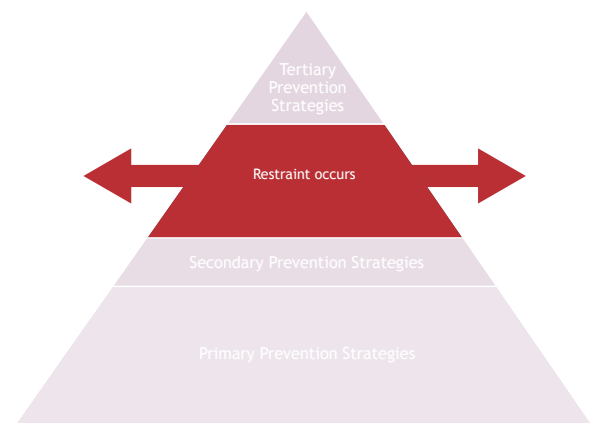 Tertiary
Prevention
Strategies
Restraint occurs
Secondary Prevention Strategies
Primary Prevention Strategies